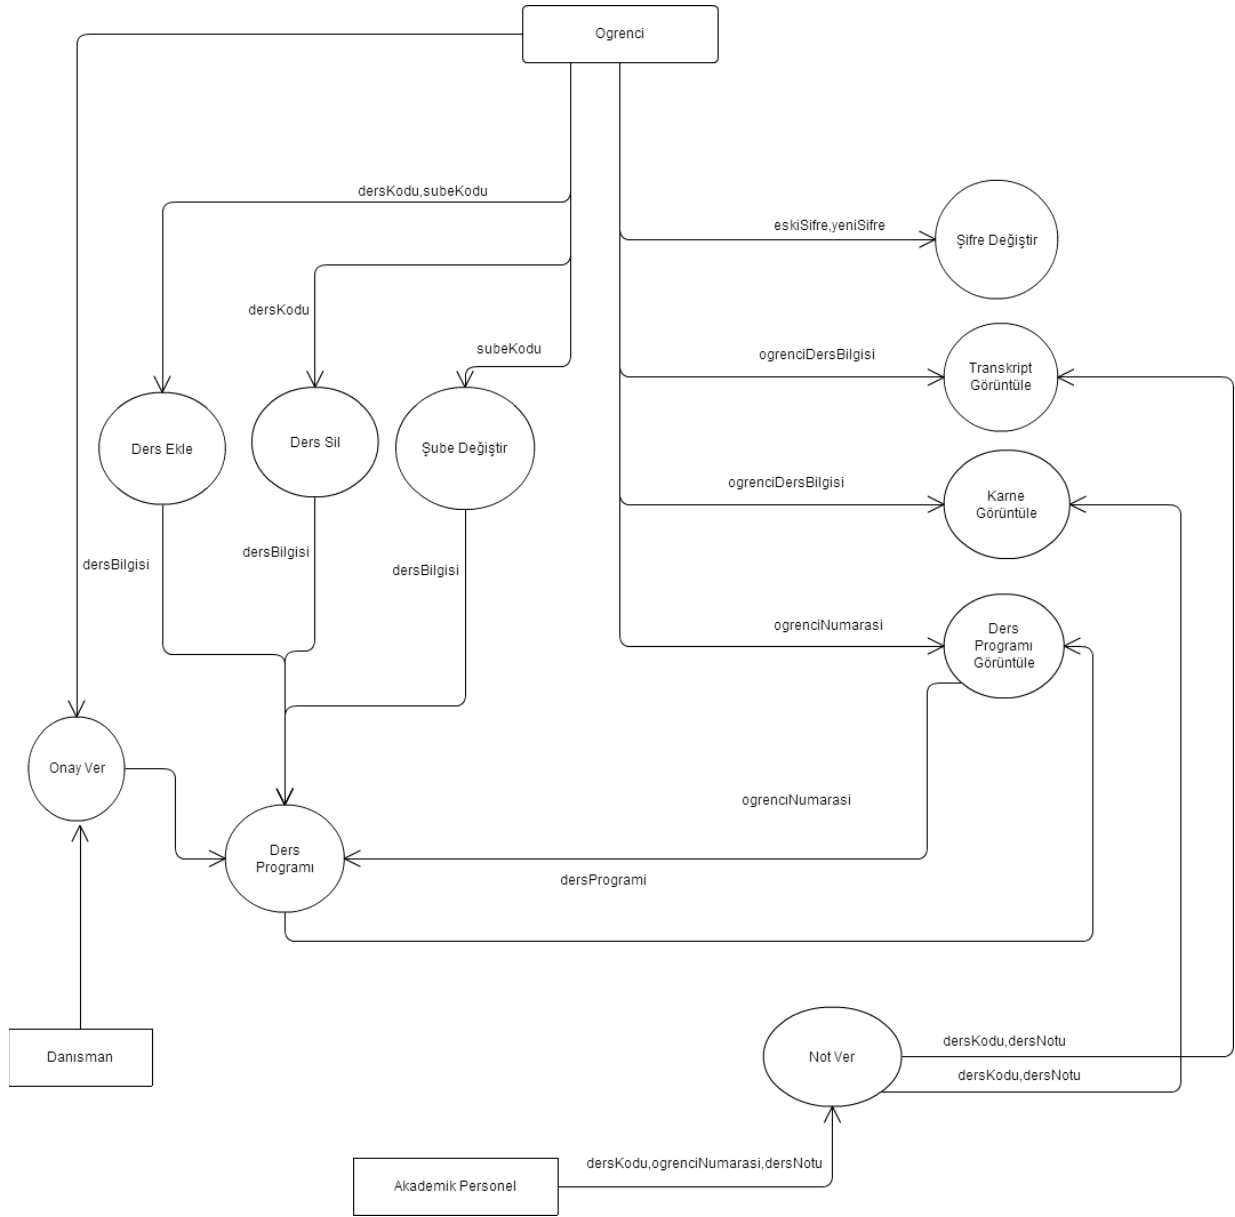 Ogrenci
dersKodu,subeKodu
eskiSifre,yeniSifre
Şifre Değiştir
dersKodu
subeKodu
ogrenciDersBilgisi
Transkript
Görüntüle
Ders Ekle
Ders Sil
Şube Değiştir
ogrenciDersBilgisi
Karne
Görüntüle
dersBilgisi
dersBilgisi
dersBilgisi
ogrenciNumarasi
Ders
Programı
Görüntüle
Onay Ver
ogrenciNumarasi
Ders
Programı
dersProgrami
Danısman
Not Ver
dersKodu,dersNotu
dersKodu,dersNotu
dersKodu,ogrenciNumarasi,dersNotu
Akademik Personel